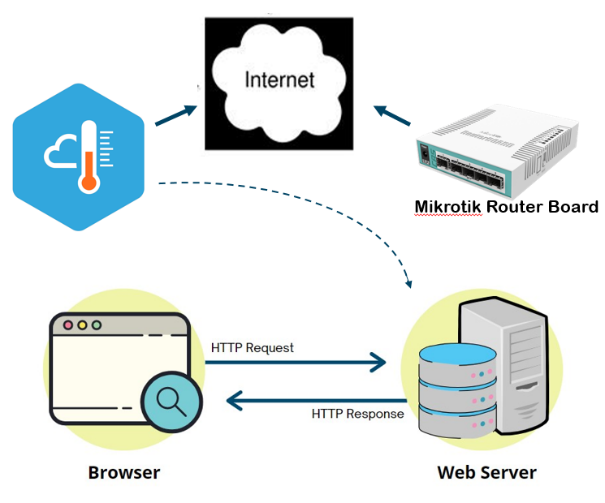 Internet
Mikrotik Router Board
HTTP Request
HTTP Response
Browser
Web Server